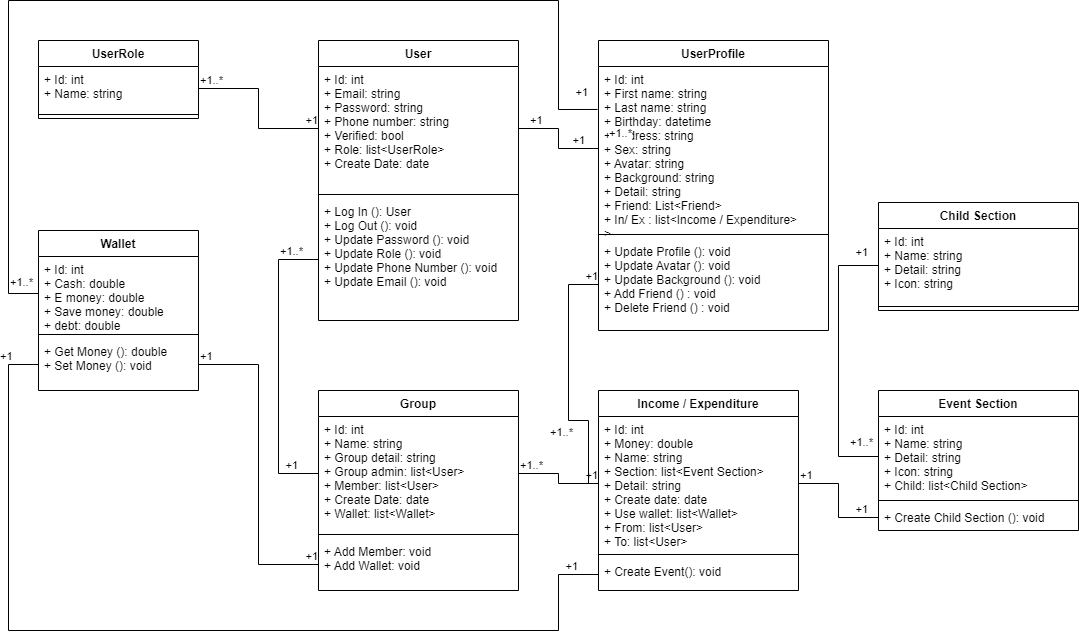 UserRole
+ Id: int
+ Name: string
+1..*
+1
User
+ Id: int
+ Email: string
+ Password: string
+ Phone number: string
+ Verified: bool
+ Role: list<UserRole>
+ Create Date: date
+ Log In (): User
+ Log Out (): void
+ Update Password (): void
+ Update Role (): void
+ Update Phone Number (): void
+ Update Email (): void
+1
+1
+1
UserProfile
+ Id: int
+ First name: string
+ Last name: string
+ Birthday: datetime
+1..*
ress: string
+ Sex: string
+ Avatar: string
+ Background: string
+ Detail: string
+ Friend: List<Friend>
+ In/ Ex : list<Income / Expenditure>
>
+ Update Profile (): void
+ Update Avatar (): void
+ Update Background (): void
+ Add Friend () : void
+ Delete Friend () : void
+1
Child Section
+ Id: int
+ Name: string
+ Detail: string
+ Icon: string
+1
Wallet
+ Id: int
+ Cash: double
+ E money: double
+ Save money: double
+ debt: double
+ Get Money (): double
+ Set Money (): void
+1..*
+1
+1
+1..*
Group
+ Id: int
+ Name: string
+ Group detail: string
+ Group admin: list<User>
+ Member: list<User>
+ Create Date: date
+ Wallet: list<Wallet>
+ Add Member: void
+ Add Wallet: void
+1
+1
+1..*
+1..*
+1
Income / Expenditure
+ Id: int
+ Money: double
+ Name: string
+ Section: list<Event Section>
+ Detail: string
+ Create date: date
+ Use wallet: list<Wallet>
+ From: list<User>
+ To: list<User>
+ Create Event(): void
+1
+1
Event Section
+ Id: int
+ Name: string
+ Detail: string
+ Icon: string
+ Child: list<Child Section>
+ Create Child Section (): void
+1..*
+1